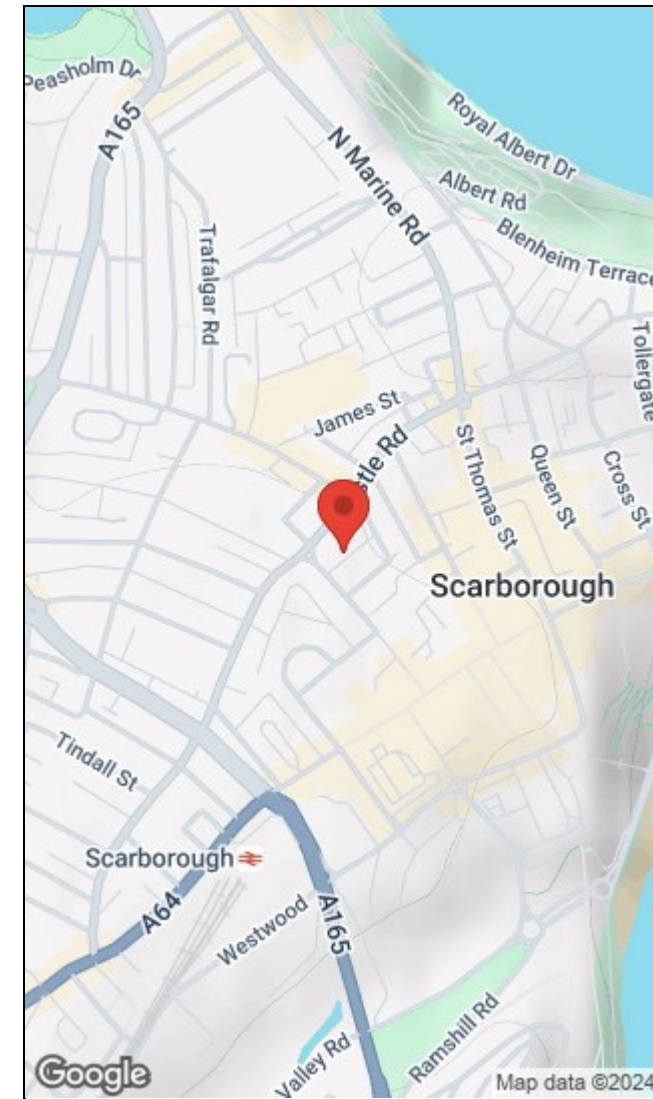 Peasholm Dr
A165
Royal Albert Dr
N Marine Rd
Albert Rd
Blenheim Terrace
Trafalgar Rd
Tollergate
James St
stle Rd
St Thomas St
Queen St
Cross St
Scarborough
Tindall St
Scarborough
A64
Westwood
A165
Valley Rd
Ramshill Rd
Google
Map data ©2024